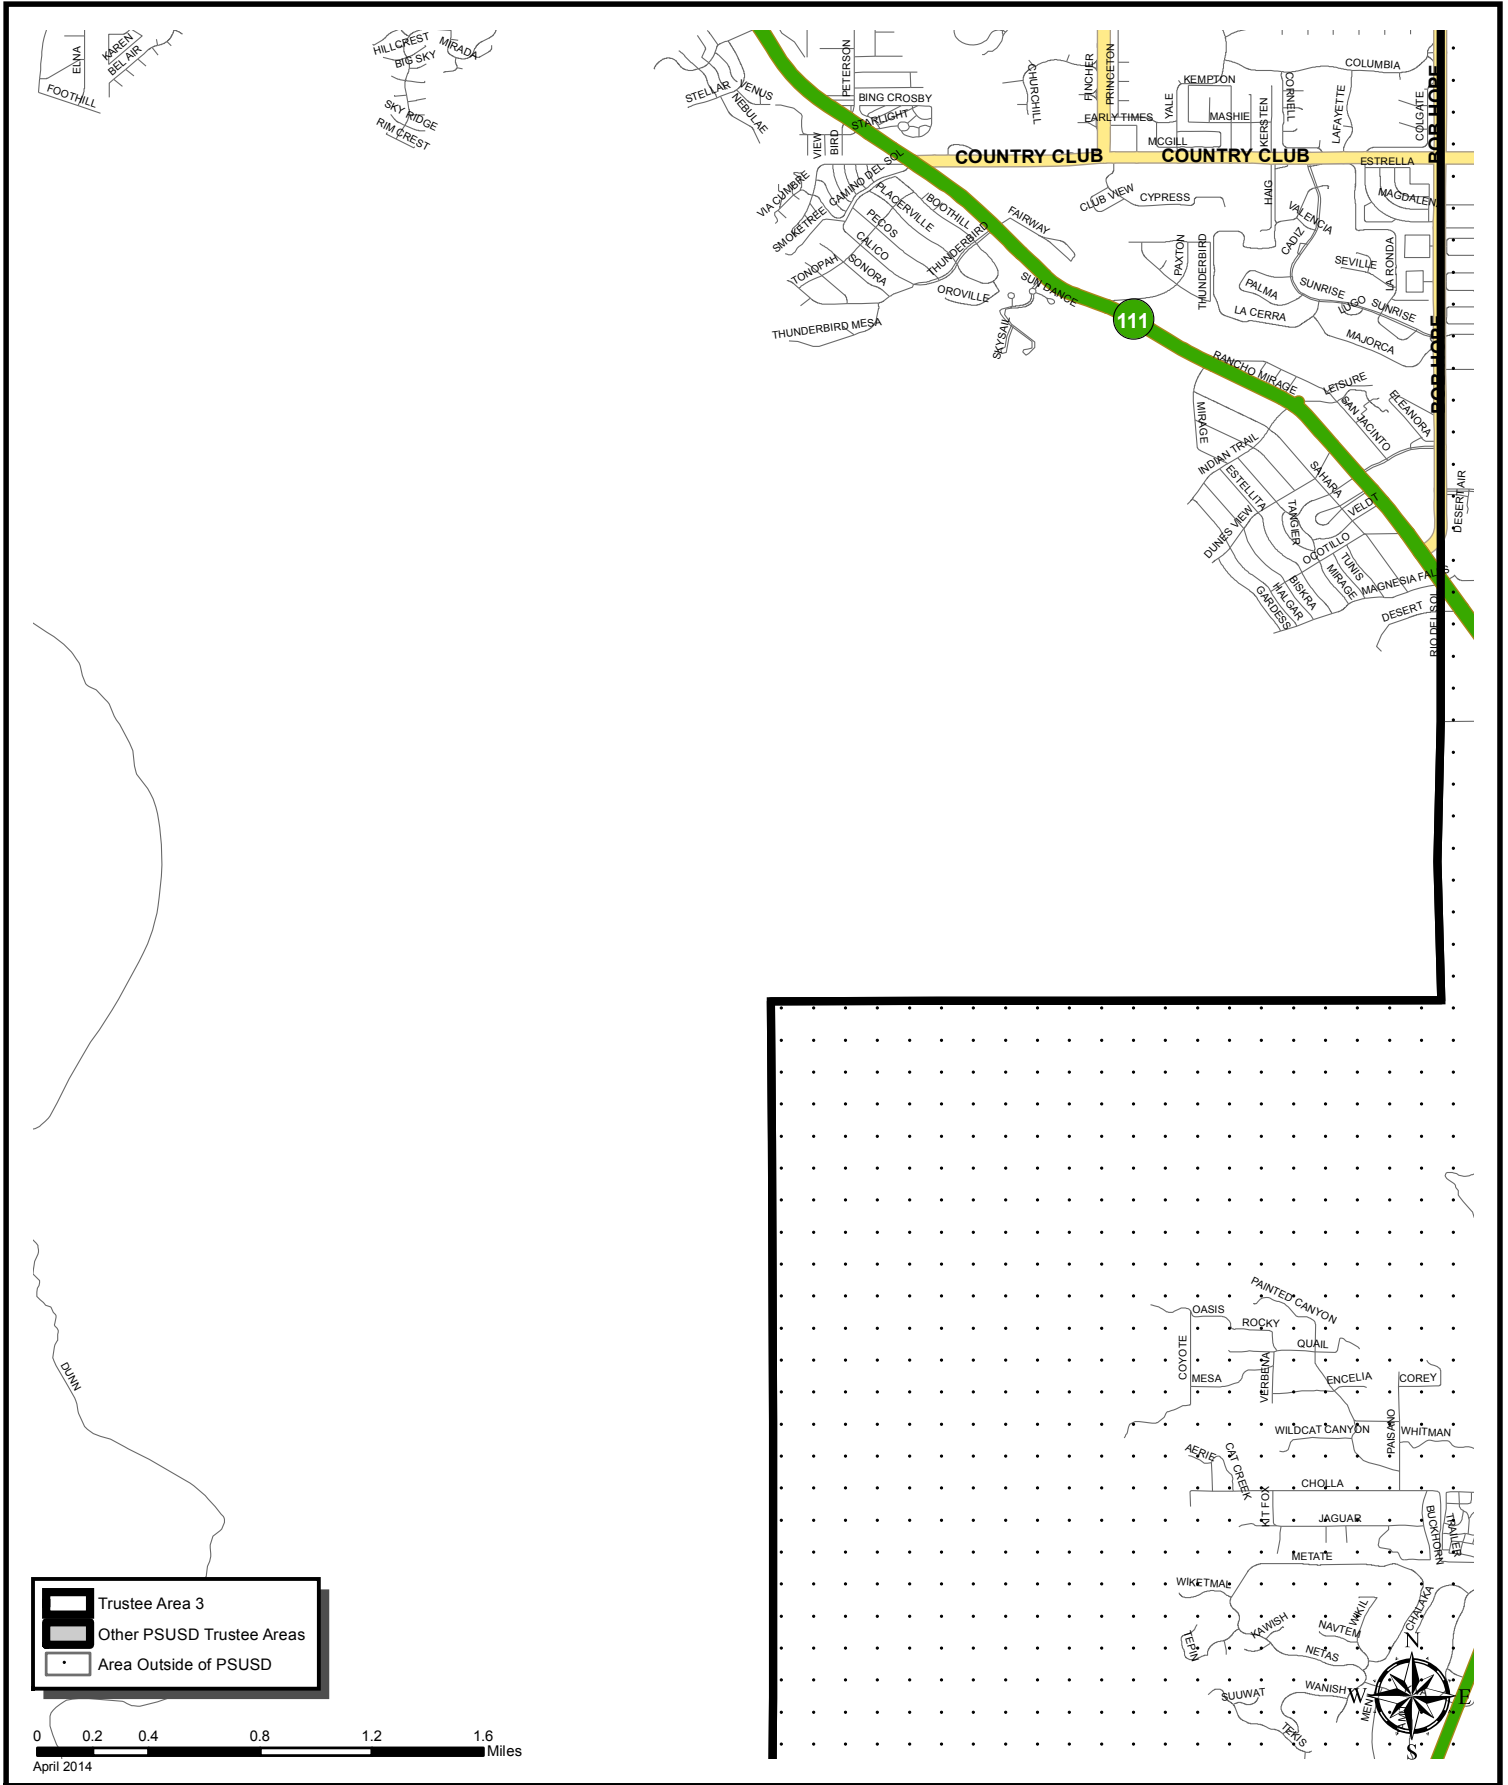 ELNA
KAREN
BEL AIR
FOOTHILL
HILLCREST
MIRADA
BIG SKY
SKY RIDGE
RIM CREST
STELLAR
VENUS
NEBULAE
PETERSON
BING CROSBY
STARLIGHT
VIEW
BIRD
CHURCHILL
FINCHER
PRINCETON
KEMPTON
YALE
EARLY TIMES
MASHIE
MCGILL
KERSTEN
CORNELL
COLUMBIA
LAFAYETTE
COLGATE
BOB HOPE
COUNTRY CLUB
COUNTRY CLUB
ESTRELLA
VIA CUMBRE
CAMINO DEL SOL
SMOKETREE
PLACERVILLE
BOOTHILL
PECOS
CALICO
THUNDERBIRD
FAIRWAY
TONOPAH
SONORA
OROVILLE
SUN DANCE
THUNDERBIRD MESA
SKYSAIL
CLUB VIEW
CYPRESS
HAIG
VALENCIA
CADIZ
MAGDALENA
PAXTON
THUNDERBIRD
SEVILLE
LA RONDA
PALMA
SUNRISE
LUGO
SUNRISE
LA CERRA
MAJORCA
111
BOB HOPE
RANCHO MIRAGE
LEISURE
SAN JACINTO
ELEANORA
MIRAGE
INDIAN TRAIL
ESTELLITA
SAHARA
TANGIER
VELDT
DUNES VIEW
OCOTILLO
TUNIS
MIRAGE
BISKRA
HALGAR
GARDESS
MAGNESIA FALLS
DESERT
RIO DEL SOL
DESERT AIR
PAINTED CANYON
OASIS
ROCKY
QUAIL
COYOTE
MESA
VERBENA
ENCELIA
COREY
WILDCAT CANYON
PAISANO
WHITMAN
AERIE
CAT CREEK
CHOLLA
KIT FOX
JAGUAR
BUCKHORN
TRAILER
METATE
WIKETMAL
WIKIL
CHALAKA
KAWISH
NAVTEM
TEPIN
NETAS
SUUWAT
WANISH
TEKIS
DUNN
N
W
E
S
Trustee Area 3
Other PSUSD Trustee Areas
Area Outside of PSUSD
0 0.2 0.4 0.8 1.2 1.6
Miles
April 2014